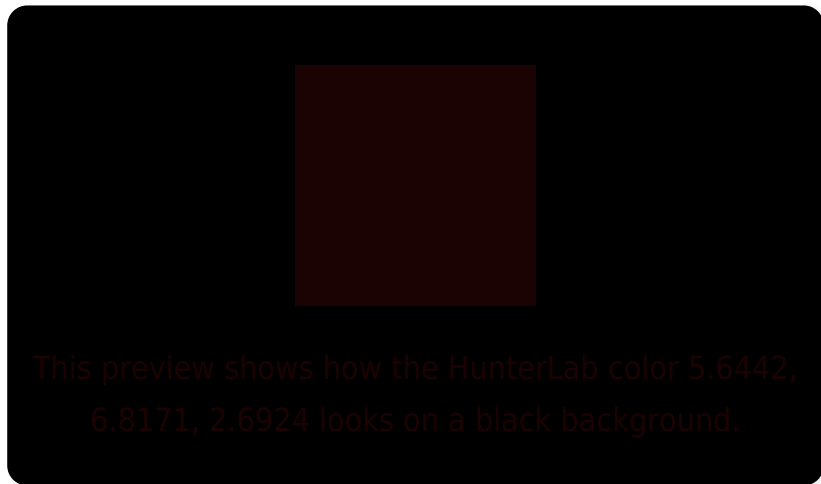 This preview shows how the HunterLab color 5.6442,
6.8171, 2.6924 looks on a black background.